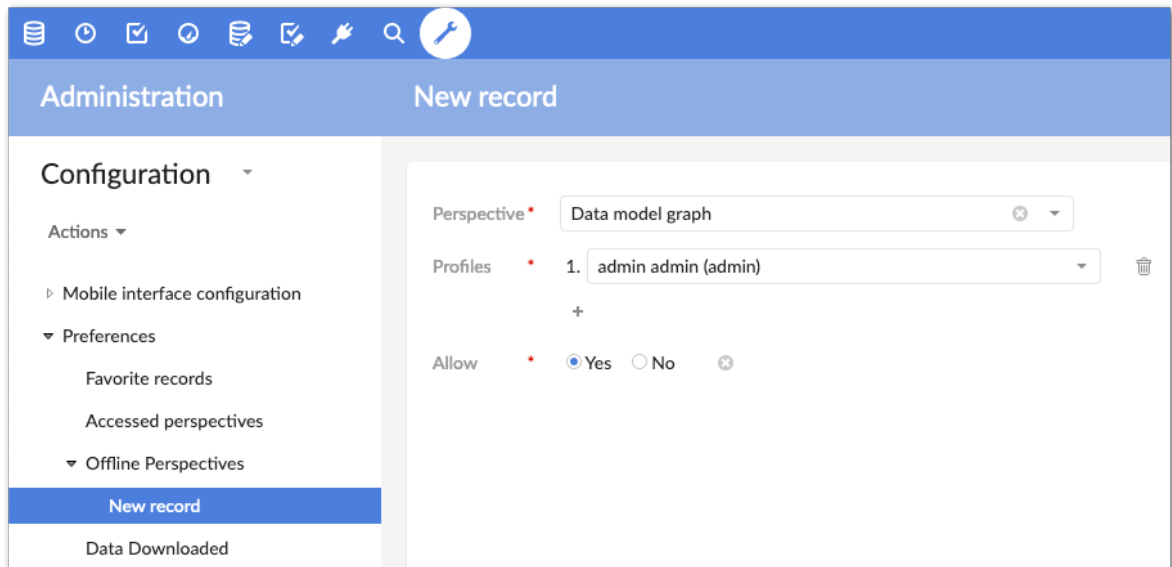 Administration
New record
Configuration
Actions
Mobile interface configuration
Preferences
Favorite records
Accessed perspectives
Offline Perspectives
New record
Data Downloaded
Perspective * Data model graph
Profiles * 1. admin admin (admin)
+
Allow * Yes No